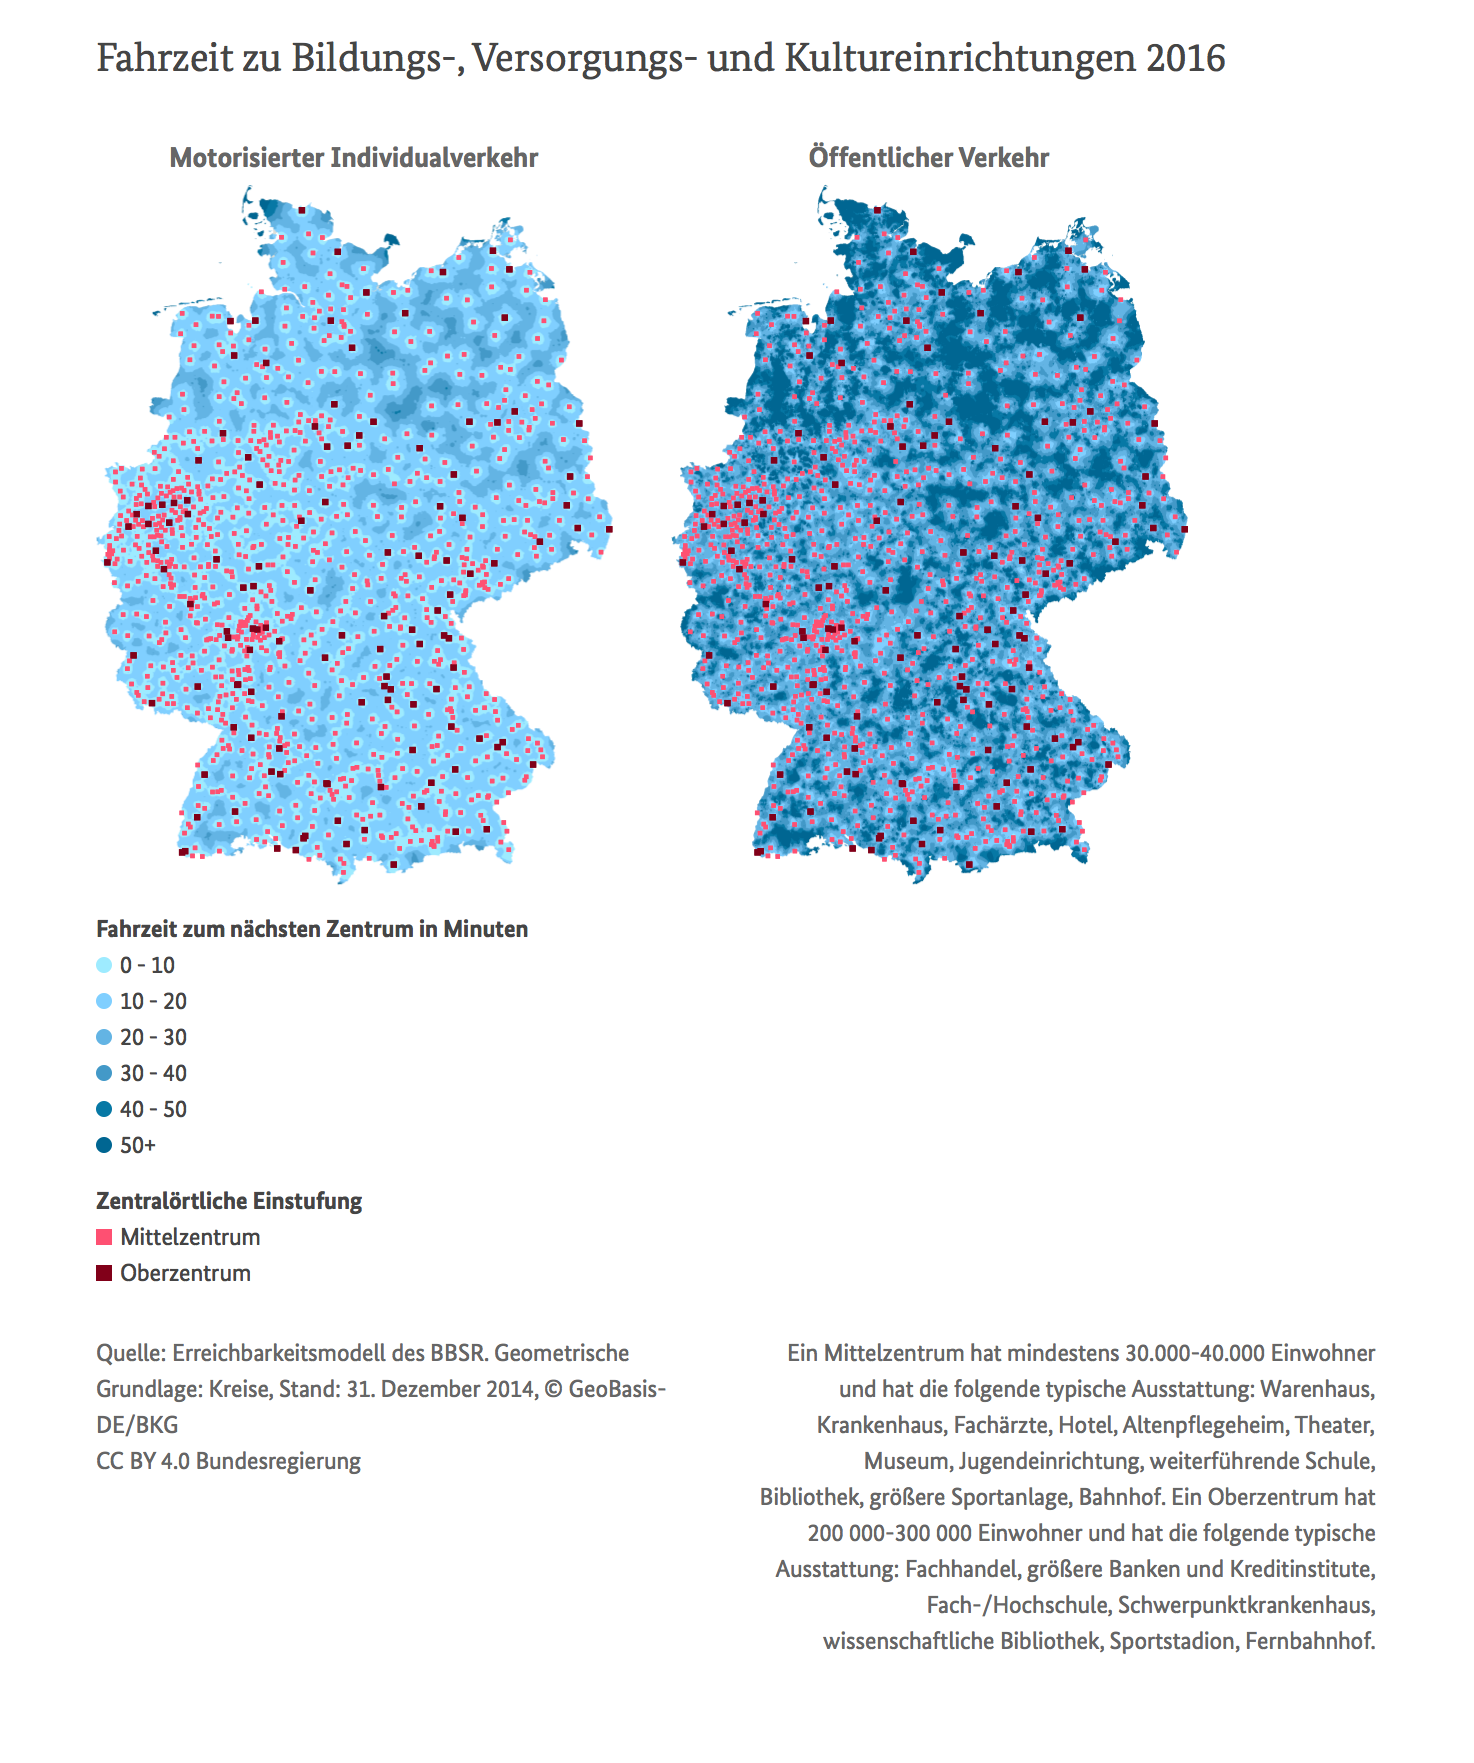 Fahrzeit zu Bildungs-, Versorgungs- und Kultureinrichtungen 2016
Motorisierter Individualverkehr
Öffentlicher Verkehr
Fahrzeit zum nächsten Zentrum in Minuten
0 - 10
10 - 20
20 - 30
30 - 40
40 - 50
50+
Zentralörtliche Einstufung
Mittelzentrum
Oberzentrum
Quelle: Erreichbarkeitsmodell des BBSR. Geometrische
Grundlage: Kreise, Stand: 31. Dezember 2014, © GeoBasis-
DE/BKG
CC BY 4.0 Bundesregierung
Ein Mittelzentrum hat mindestens 30.000-40.000 Einwohner
und hat die folgende typische Ausstattung: Warenhaus,
Krankenhaus, Fachärzte, Hotel, Altenpflegeheim, Theater,
Museum, Jugendeinrichtung, weiterführende Schule,
Bibliothek, größere Sportanlage, Bahnhof. Ein Oberzentrum hat
200 000-300 000 Einwohner und hat die folgende typische
Ausstattung: Fachhandel, größere Banken und Kreditinstitute,
Fach-/Hochschule, Schwerpunktkrankenhaus,
wissenschaftliche Bibliothek, Sportstadion, Fernbahnhof.